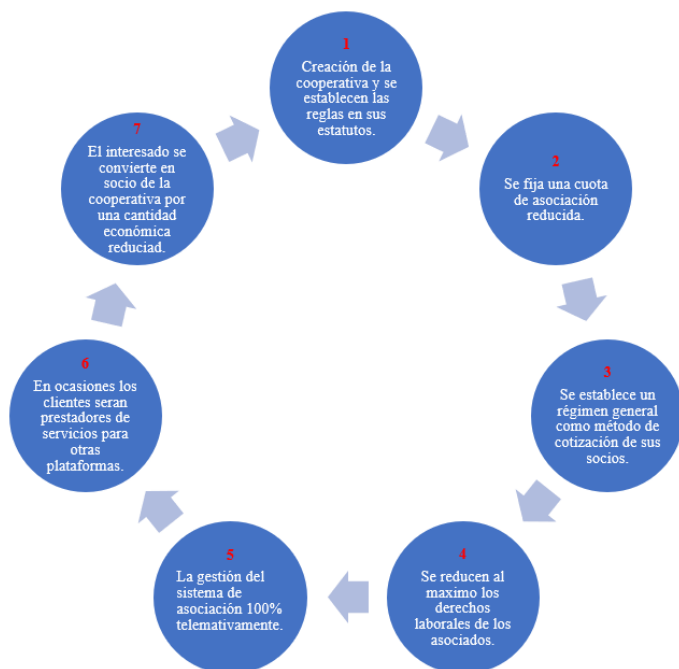 1
Creación de la
cooperativa y se
establecen las
reglas en sus
estatutos.
2
Se fija una cuota
de asociación
reducida.
3
Se establece un
régimen general
como método de
cotización de sus
socios.
4
Se reducen al
maximo los
derechos
laborales de los
asociados.
5
La gestión del
sistema de
asociación 100%
telemativamente.
6
En ocasiones los
clientes seran
prestadores de
servicios para
otras
plataformas.
7
El interesado se
convierte en
socio de la
cooperativa por
una cantidad
económica
reduciad.